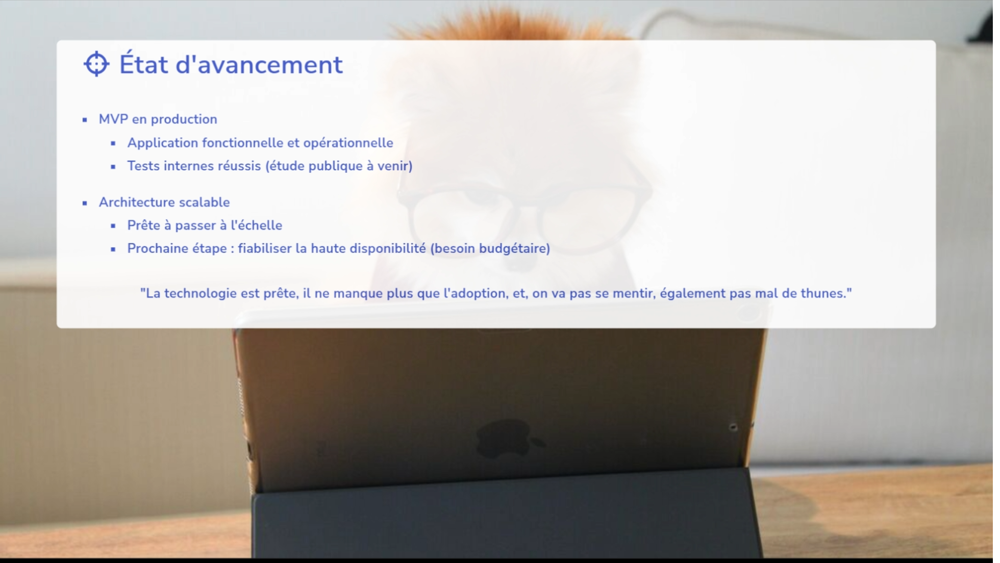 État d'avancement
MVP en production
Application fonctionnelle et opérationnelle
Tests internes réussis (étude publique à venir)
Architecture scalable
Prête à passer à l'échelle
Prochaine étape : fiabiliser la haute disponibilité (besoin budgétaire)
"La technologie est prête, il ne manque plus que l'adoption, et, on va pas se mentir, également pas mal de thunes."